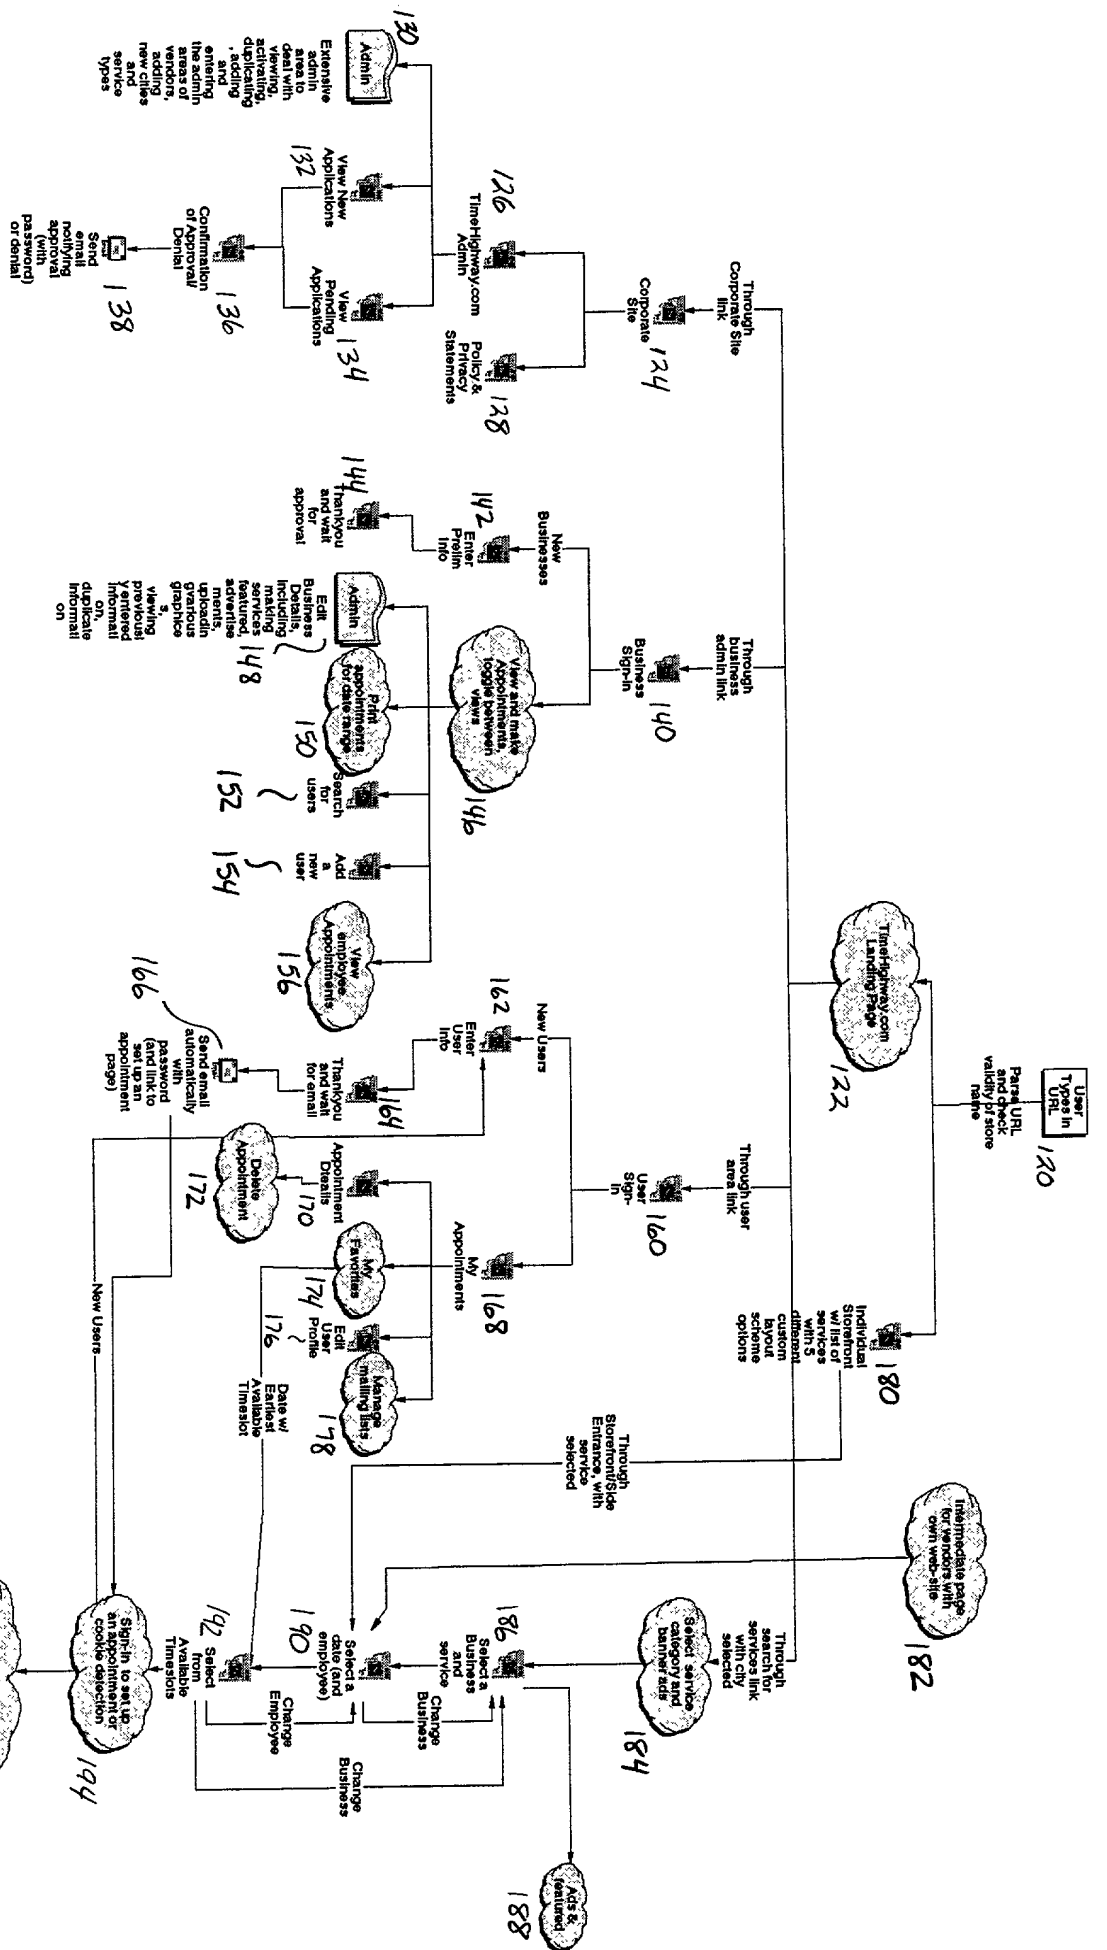 User
Types in
URL
120
Parse URL
and check
validity of store
name
TimeHighway.com
Landing Page
122
Individual
Storefront
w/ list of
services
with 5
different
custom
layout
scheme
options
180
Intermediate page
for vendors with
own web-site
182
Through
Corporate Site
link
Corporate
Site
124
TimeHighway.com
Admin
126
Policy &
Privacy
Statements
128
Admin
130
Extensive
admin
area to
deal with
viewing,
activating,
duplicating
, adding
and
entering
the admin
areas of
vendors,
adding
new cities
and
service
types
View New
Applications
132
View
Pending
Applications
134
Confirmation
of Approval/
Denial
136
Send
email
notifying
approval
(with
password)
or denial
138
Through
business
admin link
Business
Sign-in
140
New
Businesses
Enter
Prelim
Info
142
Thankyou
and wait
for
approval
144
View and make
Appointments,
toggle between
views
146
Admin
Edit
Business
Details,
including
making
services
featured,
advertise
ments,
uploadin
gvarious
graphice
s,
viewing
previousl
yentered
informati
on,
duplicate
informati
on
148
Print
appointments
for date range
150
Search
for
users
152
Add
a
new
user
154
View
employee
Appointments
156
Through user
area link
User
Sign-
in
160
New Users
Enter
User
Info
162
Thankyou
and wait
for email
164
Send email
automatically
with
password
(and link to
set up an
appointment
page)
166
My
Appointments
168
Appointment
Dteails
170
Delete
Appointment
172
My
Favorites
174
Edit
User
Profile
176
Manage
mailing lists
178
Date w/
Earliest
Available
Timeslot
Through
Storefront/Side
Entrance, with
service
selected
Through
search for
services link
with city
selected
Select service
category and
banner ads
184
Select a
Business
and
service
186
Ads &
featured
188
Change
Business
Select a
date (and
employee)
190
Change
Employee
Change
Business
Select
from
Available
Timeslots
192
Sign-in to set up
an appointment or
cookie detection
194
New Users